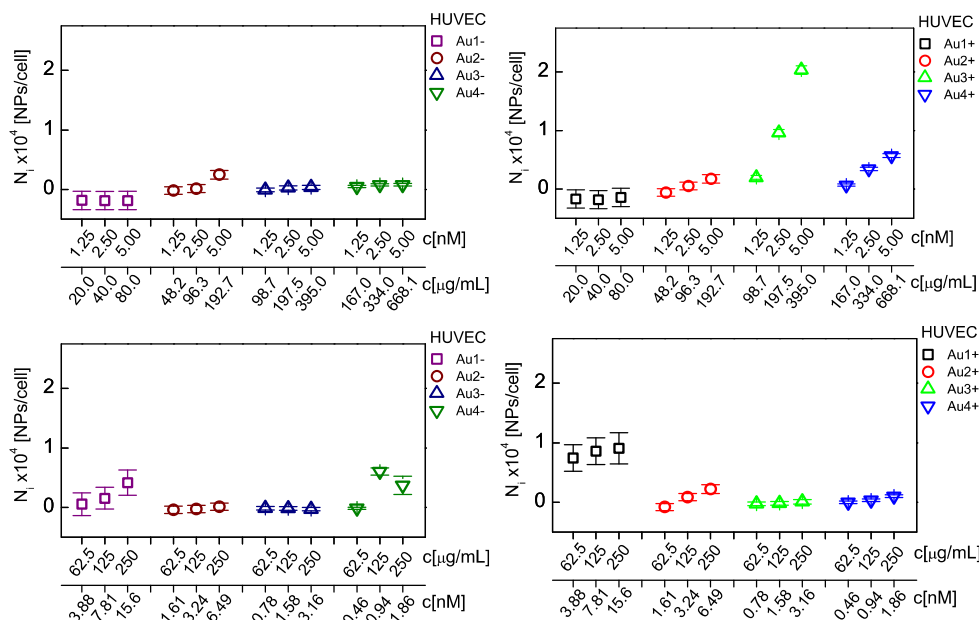 HUVEC
Au1-
Au2-
Au3-
Au4-
2
1
0
N i x10 4 [NPs/cell]
1.25 2.50 5.00 1.25 2.50 5.00 1.25 2.50 5.00 1.25 2.50 5.00 c[nM]
20.0 40.0 80.0 48.2 96.3 192.7 98.7 197.5 395.0 167.0 334.0 668.1 c[μg/mL]
HUVEC
Au1+
Au2+
Au3+
Au4+
2
1
0
N i x10 4 [NPs/cell]
1.25 2.50 5.00 1.25 2.50 5.00 1.25 2.50 5.00 1.25 2.50 5.00 c[nM]
20.0 40.0 80.0 48.2 96.3 192.7 98.7 197.5 395.0 167.0 334.0 668.1 c[μg/mL]
HUVEC
Au1-
Au2-
Au3-
Au4-
2
1
0
N i x10 4 [NPs/cell]
62.5 125 250 62.5 125 250 62.5 125 250 62.5 125 250 c[μg/mL]
3.88 7.81 15.6 1.61 3.24 6.49 0.78 1.58 3.16 0.46 0.94 1.86 c[nM]
HUVEC
Au1+
Au2+
Au3+
Au4+
2
1
0
N i x10 4 [NPs/cell]
62.5 125 250 62.5 125 250 62.5 125 250 62.5 125 250 c[μg/mL]
3.88 7.81 15.6 1.61 3.24 6.49 0.78 1.58 3.16 0.46 0.94 1.86 c[nM]